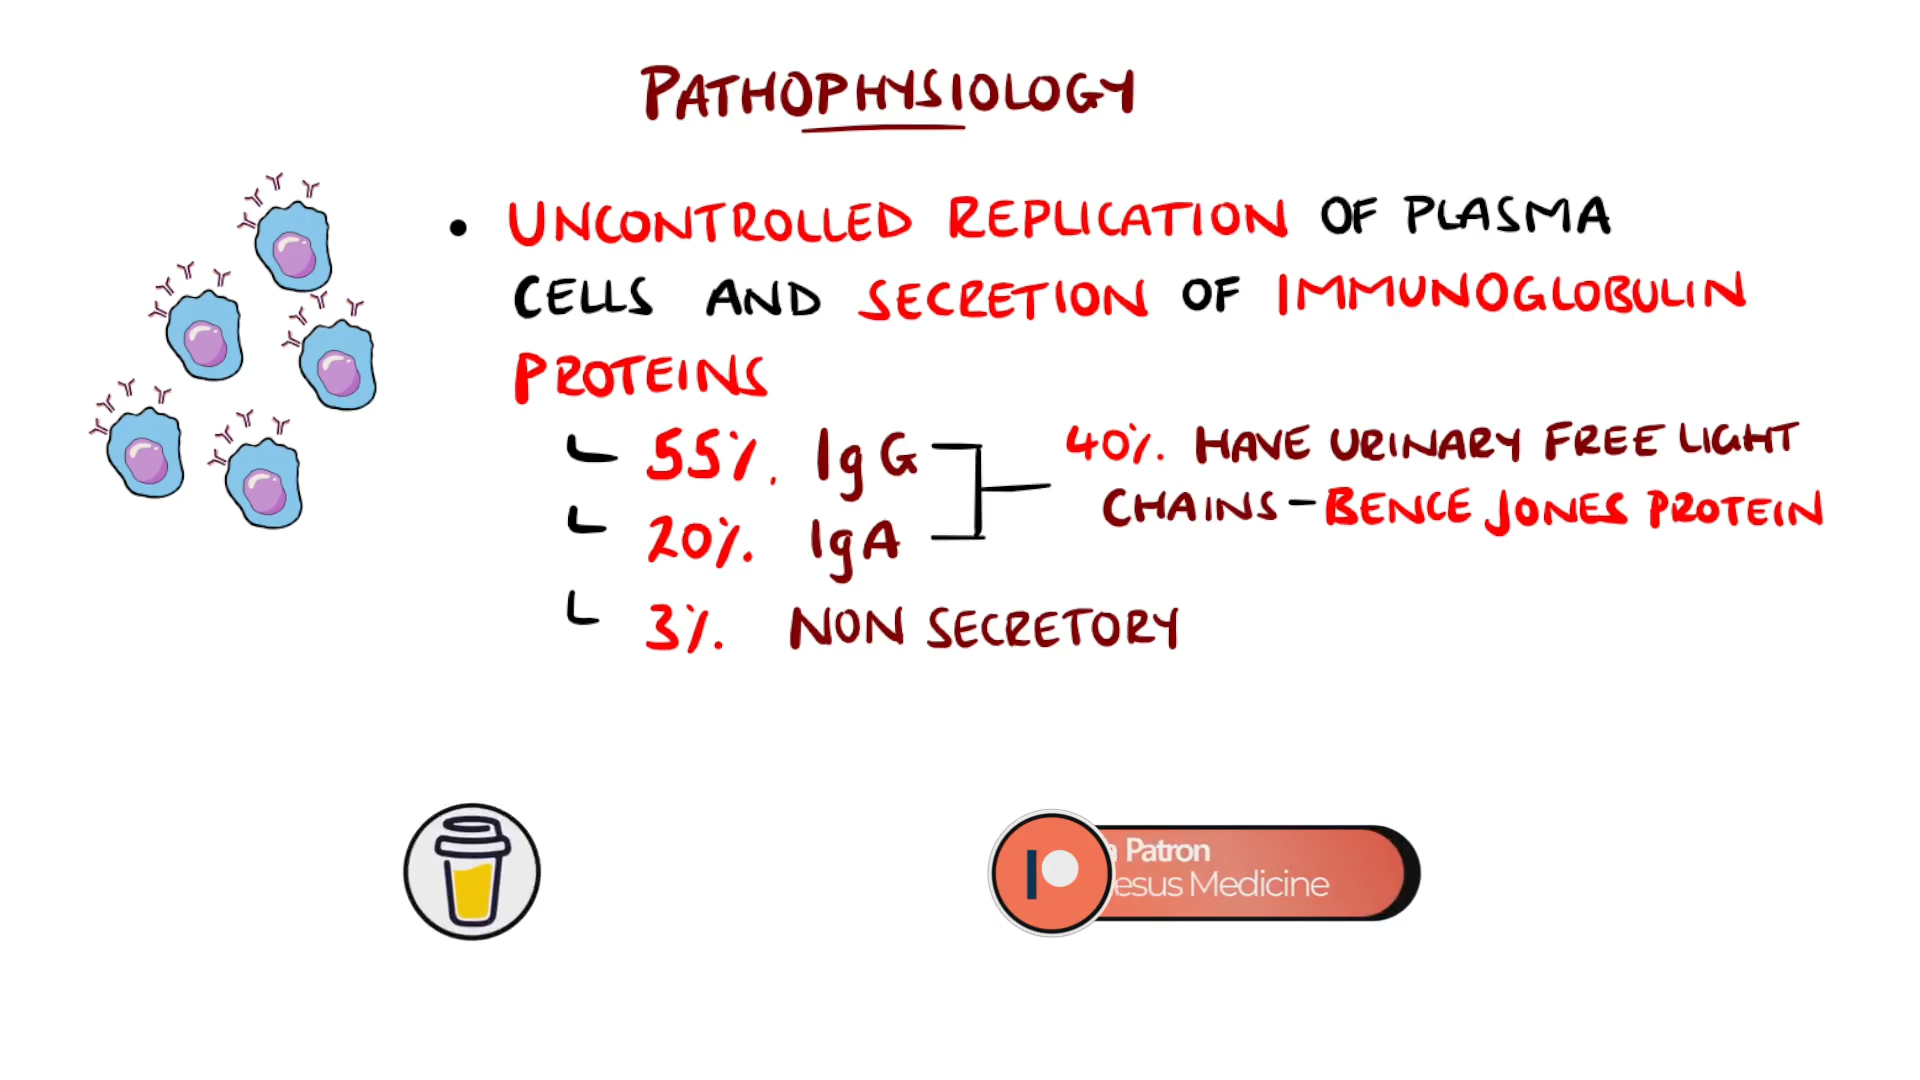 PATHOPHYSIOLOGY
• UNCONTROLLED REPLICATION OF PLASMA
CELLS AND SECRETION OF IMMUNOGLOBULIN
PROTEINS
55%. IgG
20%. IgA
3%. NON SECRETORY
40%. HAVE URINARY FREE LIGHT
CHAINS - BENCE JONES PROTEIN
a Patron
esus Medicine